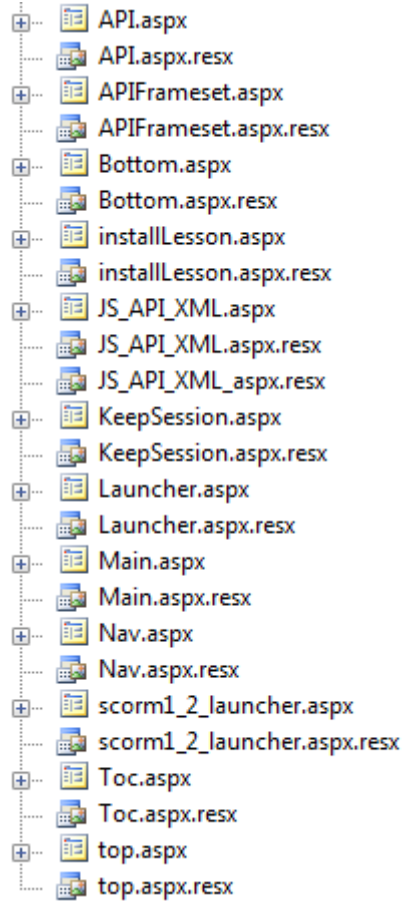 API.aspx
API.aspx.resx
APIFrameset.aspx
APIFrameset.aspx.resx
Bottom.aspx
Bottom.aspx.resx
installLesson.aspx
installLesson.aspx.resx
JS_API_XML.aspx
JS_API_XML.aspx.resx
JS_API_XML_aspx.resx
KeepSession.aspx
KeepSession.aspx.resx
Launcher.aspx
Launcher.aspx.resx
Main.aspx
Main.aspx.resx
Nav.aspx
Nav.aspx.resx
scorm1_2_launcher.aspx
scorm1_2_launcher.aspx.resx
Toc.aspx
Toc.aspx.resx
top.aspx
top.aspx.resx